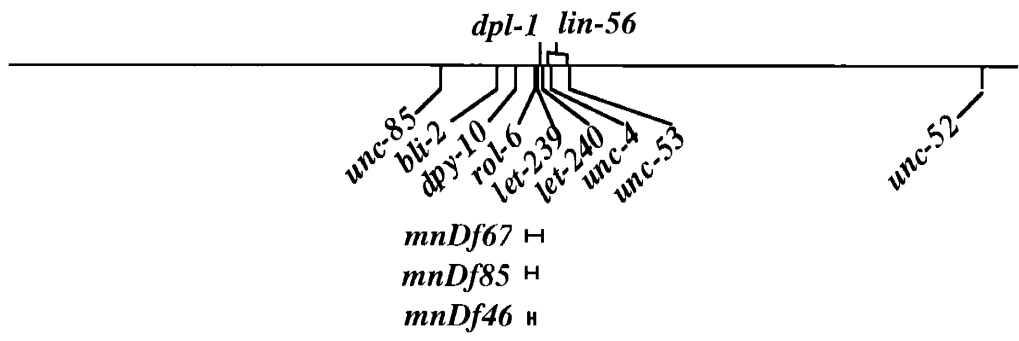 dpl-1 lin-56
unc-85
bli-2
dpy-10
rol-6
let-239
let-240
unc-4
unc-53
unc-52
mnDf67
mnDf85
mnDf46